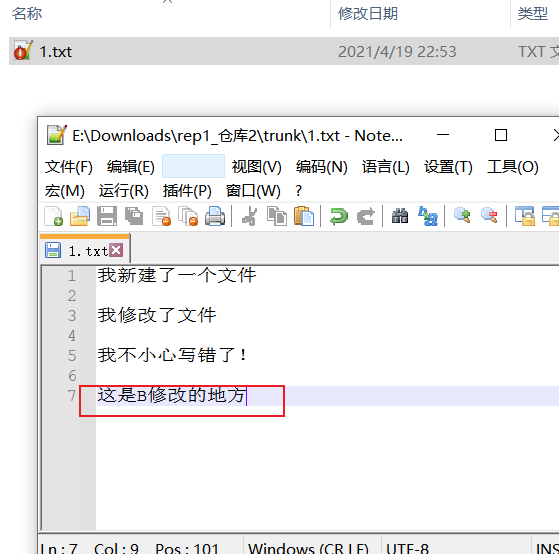 名称 修改日期 类型
1.txt 2021/4/19 22:53 TXT 文
E:\Downloads\rep1_仓库2\trunk\1.txt - Note...
文件(F) 编辑(E) 视图(V) 编码(N) 语言(L) 设置(T) 工具(O)
宏(M) 运行(R) 插件(P) 窗口(W) ?
1.txt
1 我新建了一个文件
2
3 我修改了文件
4
5 我不小心写错了！
6
7 这是B修改的地方
Ln : 7 Col : 9 Pos : 101 Windows (CR LF) UTF-8 INS